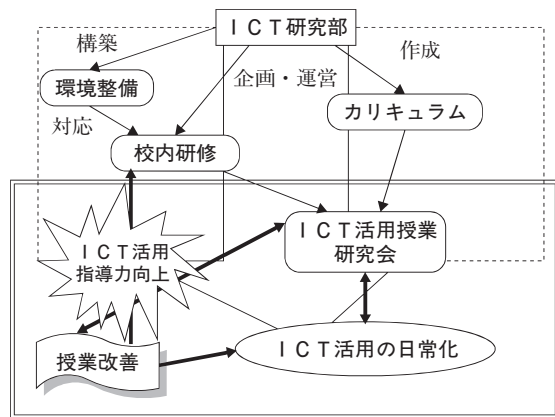 ＩＣＴ研究部
構築
作成
企画・運営
環境整備
カリキュラム
対応
校内研修
ＩＣＴ活用授業
研究会
ＩＣＴ活用
指導力向上
授業改善
ＩＣＴ活用の日常化